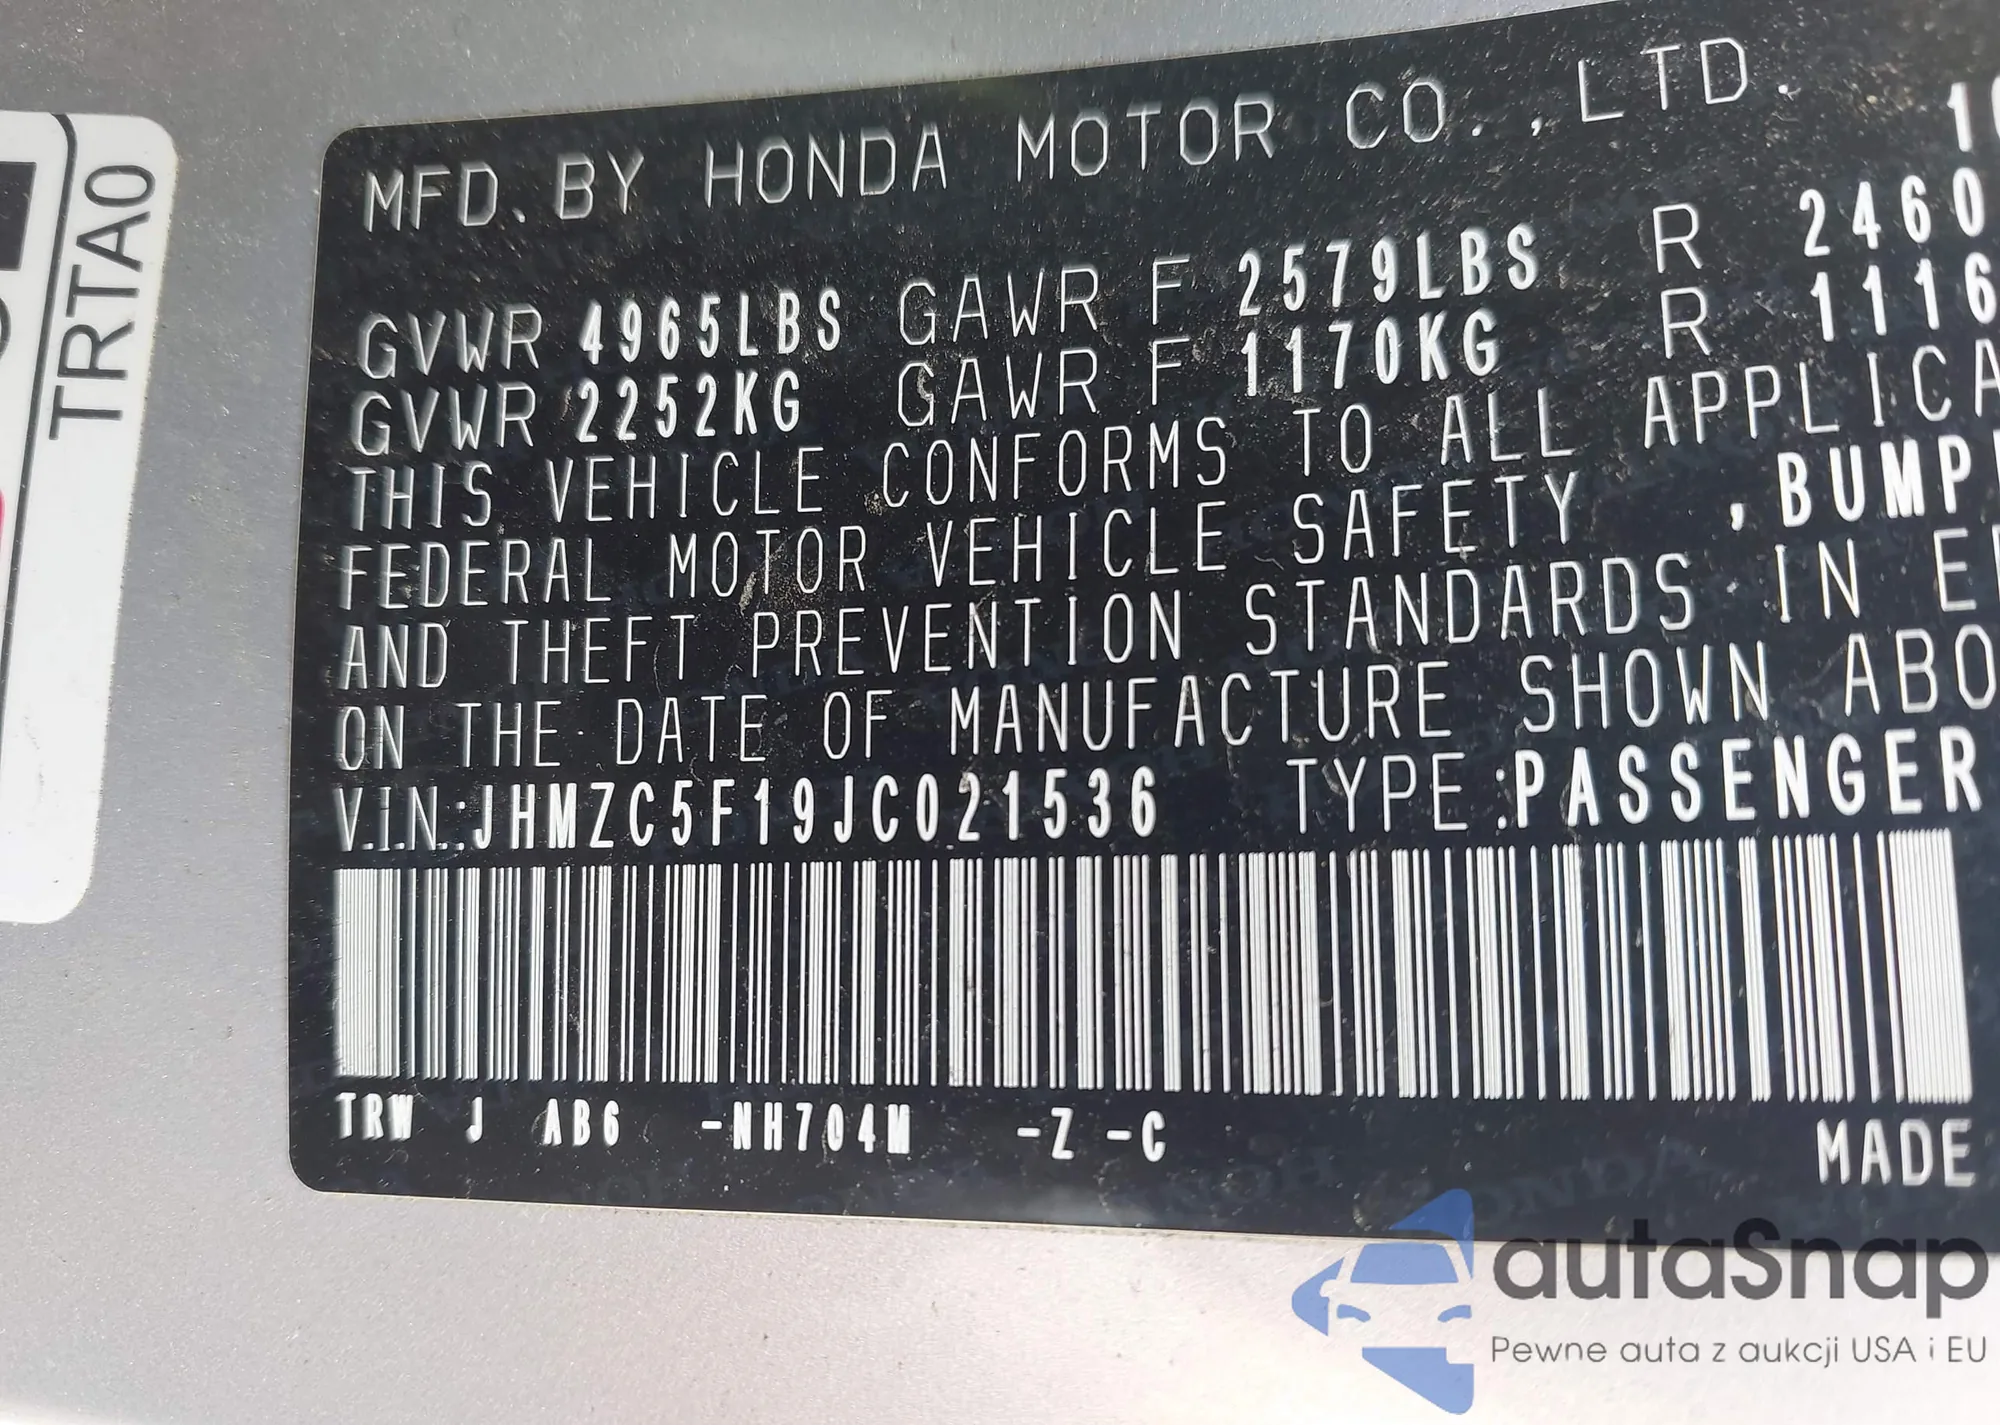 TRTA0
MFD. BY HONDA MOTOR CO.,LTD.
GVWR 4965LBS GAWR F 2579LBS R 2460
GVWR 2252KG GAWR F 1170KG R 1116
THIS VEHICLE CONFORMS TO ALL APPLICA
FEDERAL MOTOR VEHICLE SAFETY ,BUMP
AND THEFT PREVENTION STANDARDS IN E
ON THE DATE OF MANUFACTURE SHOWN ABO
V.I.N.:JHMZC5F19JC021536 TYPE:PASSENGER
TRW J AB6 -NH704M -Z -C
MADE
autaSnap
Pewne auta z aukcji USA i EU